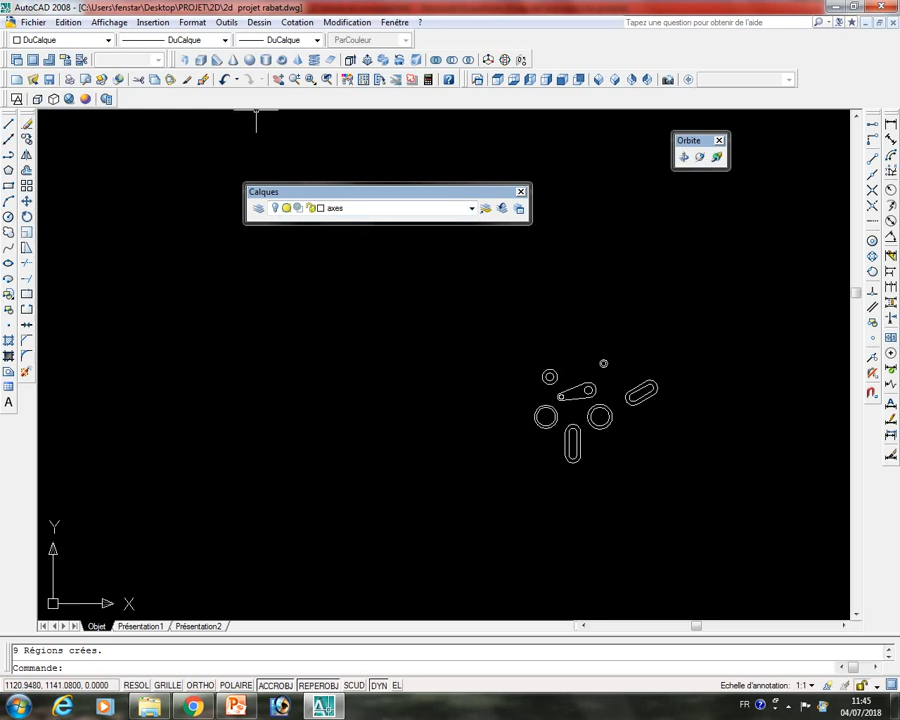 AutoCAD 2008 - [C:\Users\fenstar\Desktop\PROJET\2D\2d  projet rabat.dwg]
Fichier Edition Affichage Insertion Format Outils Dessin Cotation Modification Fenêtre ?
Tapez une question pour obtenir de l'aide
DuCalque DuCalque DuCalque ParCouleur
Orbite
Calques
axes
A
Y
X
Objet Présentation1 Présentation2
9 Régions crées.
Commande:
1120.9480, 1141.0800, 0.0000 RESOL GRILLE ORTHO POLAIRE ACCROBJ REPEROBJ SCUD DYN EL Echelle d'annotation: 1:1
FR 11:45
04/07/2018